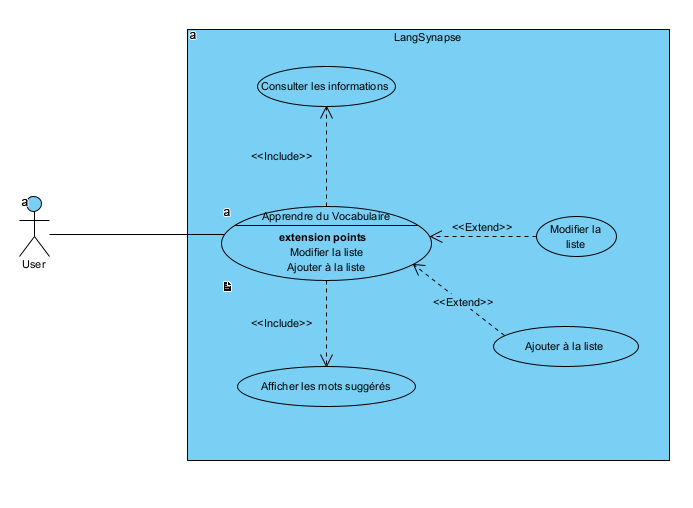 a
LangSynapse
Consulter les informations
<<Include>>
a
User
a
Apprendre du Vocabulaire
extension points
Modifier la liste
Ajouter à la liste
<<Extend>>
Modifier la
liste
<<Extend>>
<<Include>>
Ajouter à la liste
Afficher les mots suggérés